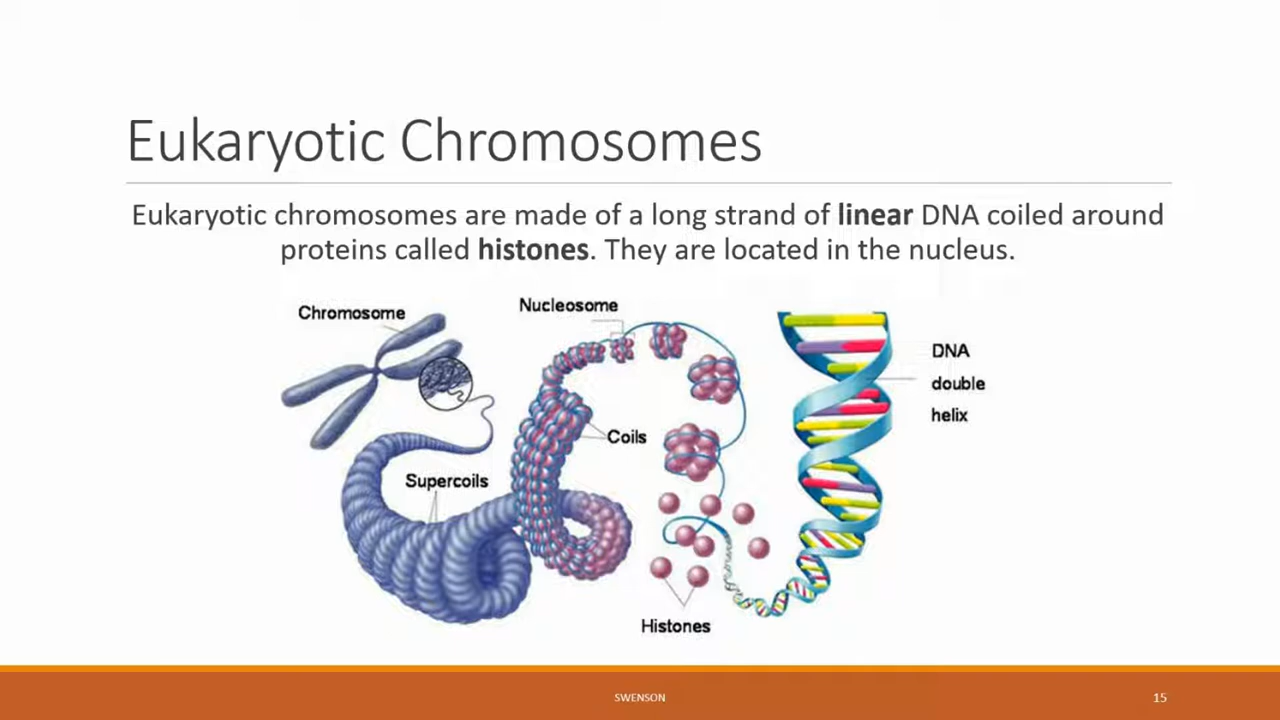 Eukaryotic Chromosomes
Eukaryotic chromosomes are made of a long strand of linear DNA coiled around
proteins called histones. They are located in the nucleus.
Chromosome
Nucleosome
DNA
double
helix
Coils
Supercoils
Histones
SWENSON
15